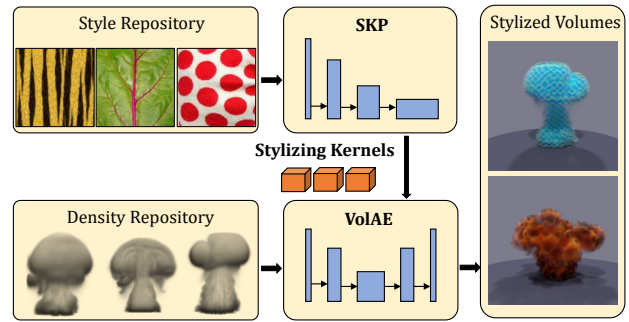 Style Repository
SKP
Stylized Volumes
Stylizing Kernels
Density Repository
VolAE